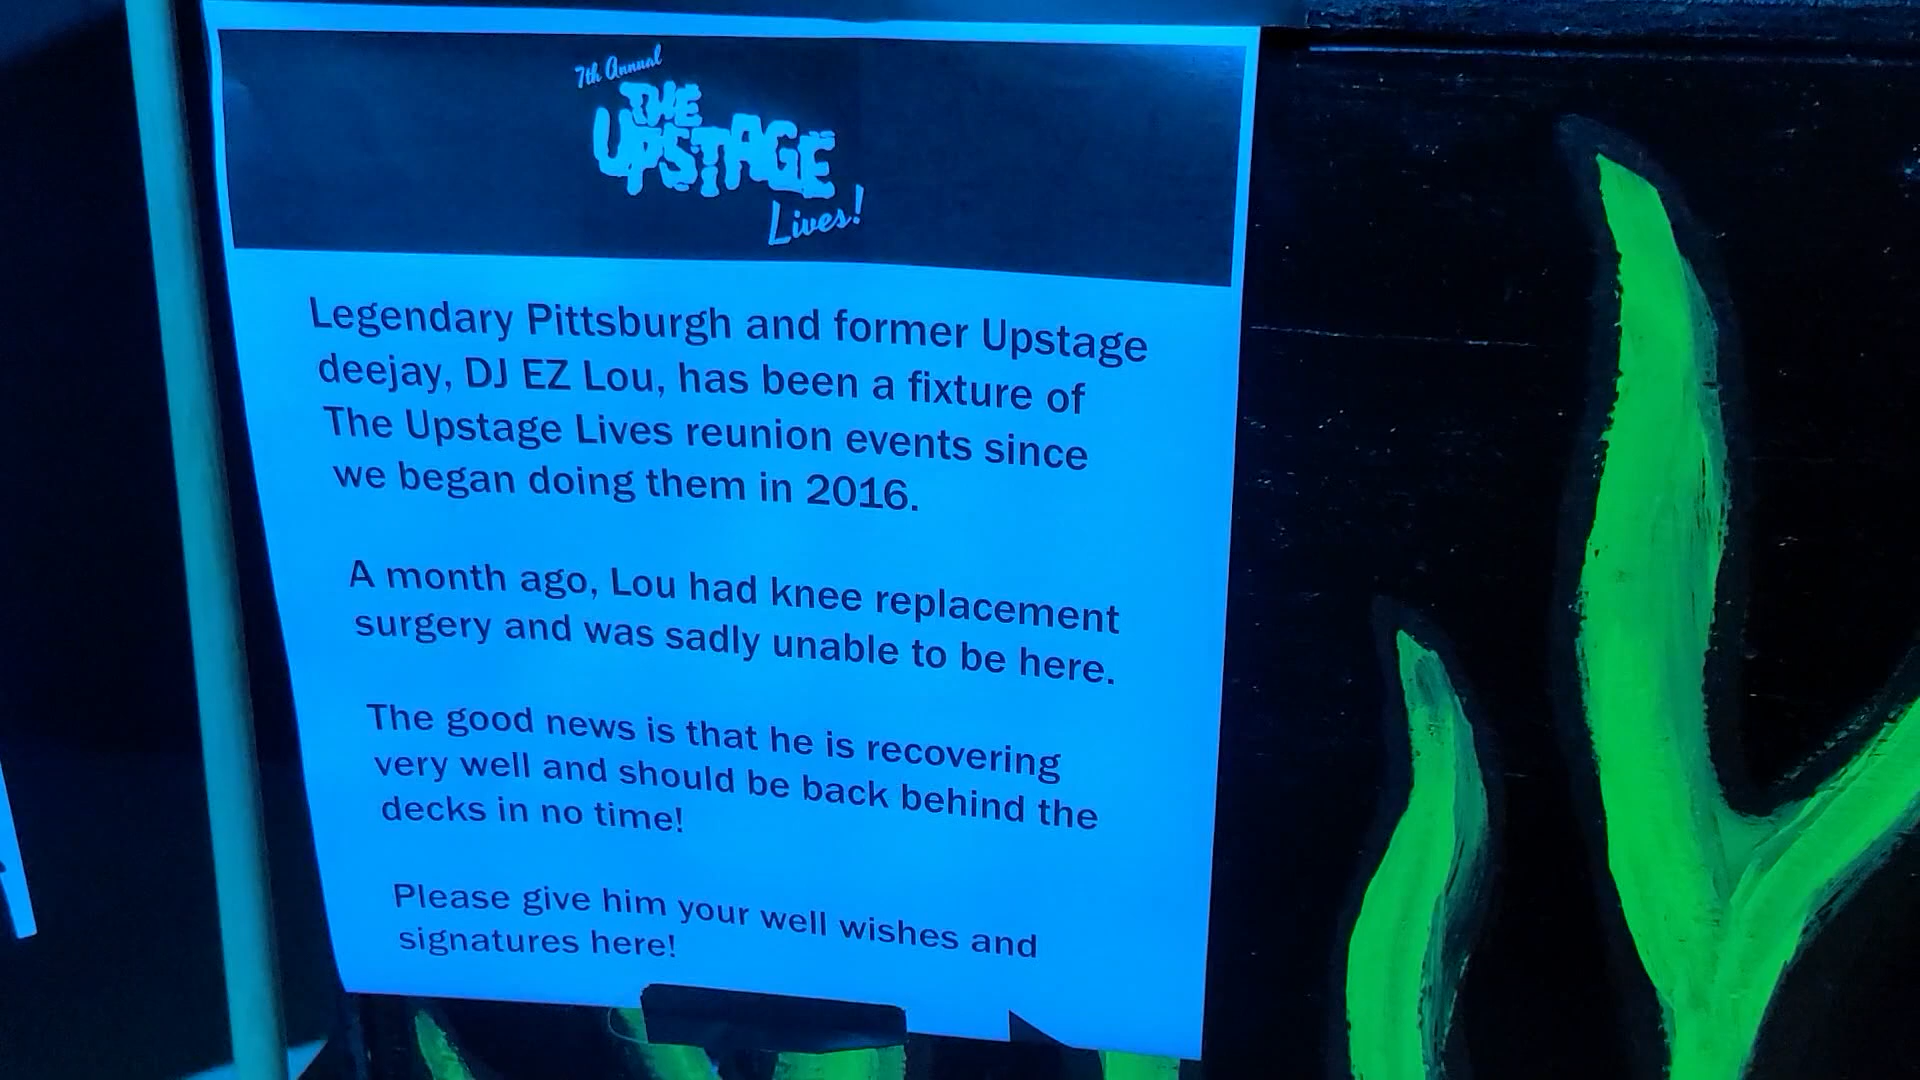 7th Annual
THE
UPSTAGE
Lives!
Legendary Pittsburgh and former Upstage
deejay, DJ EZ Lou, has been a fixture of
The Upstage Lives reunion events since
we began doing them in 2016.
A month ago, Lou had knee replacement
surgery and was sadly unable to be here.
The good news is that he is recovering
very well and should be back behind the
decks in no time!
Please give him your well wishes and
signatures here!